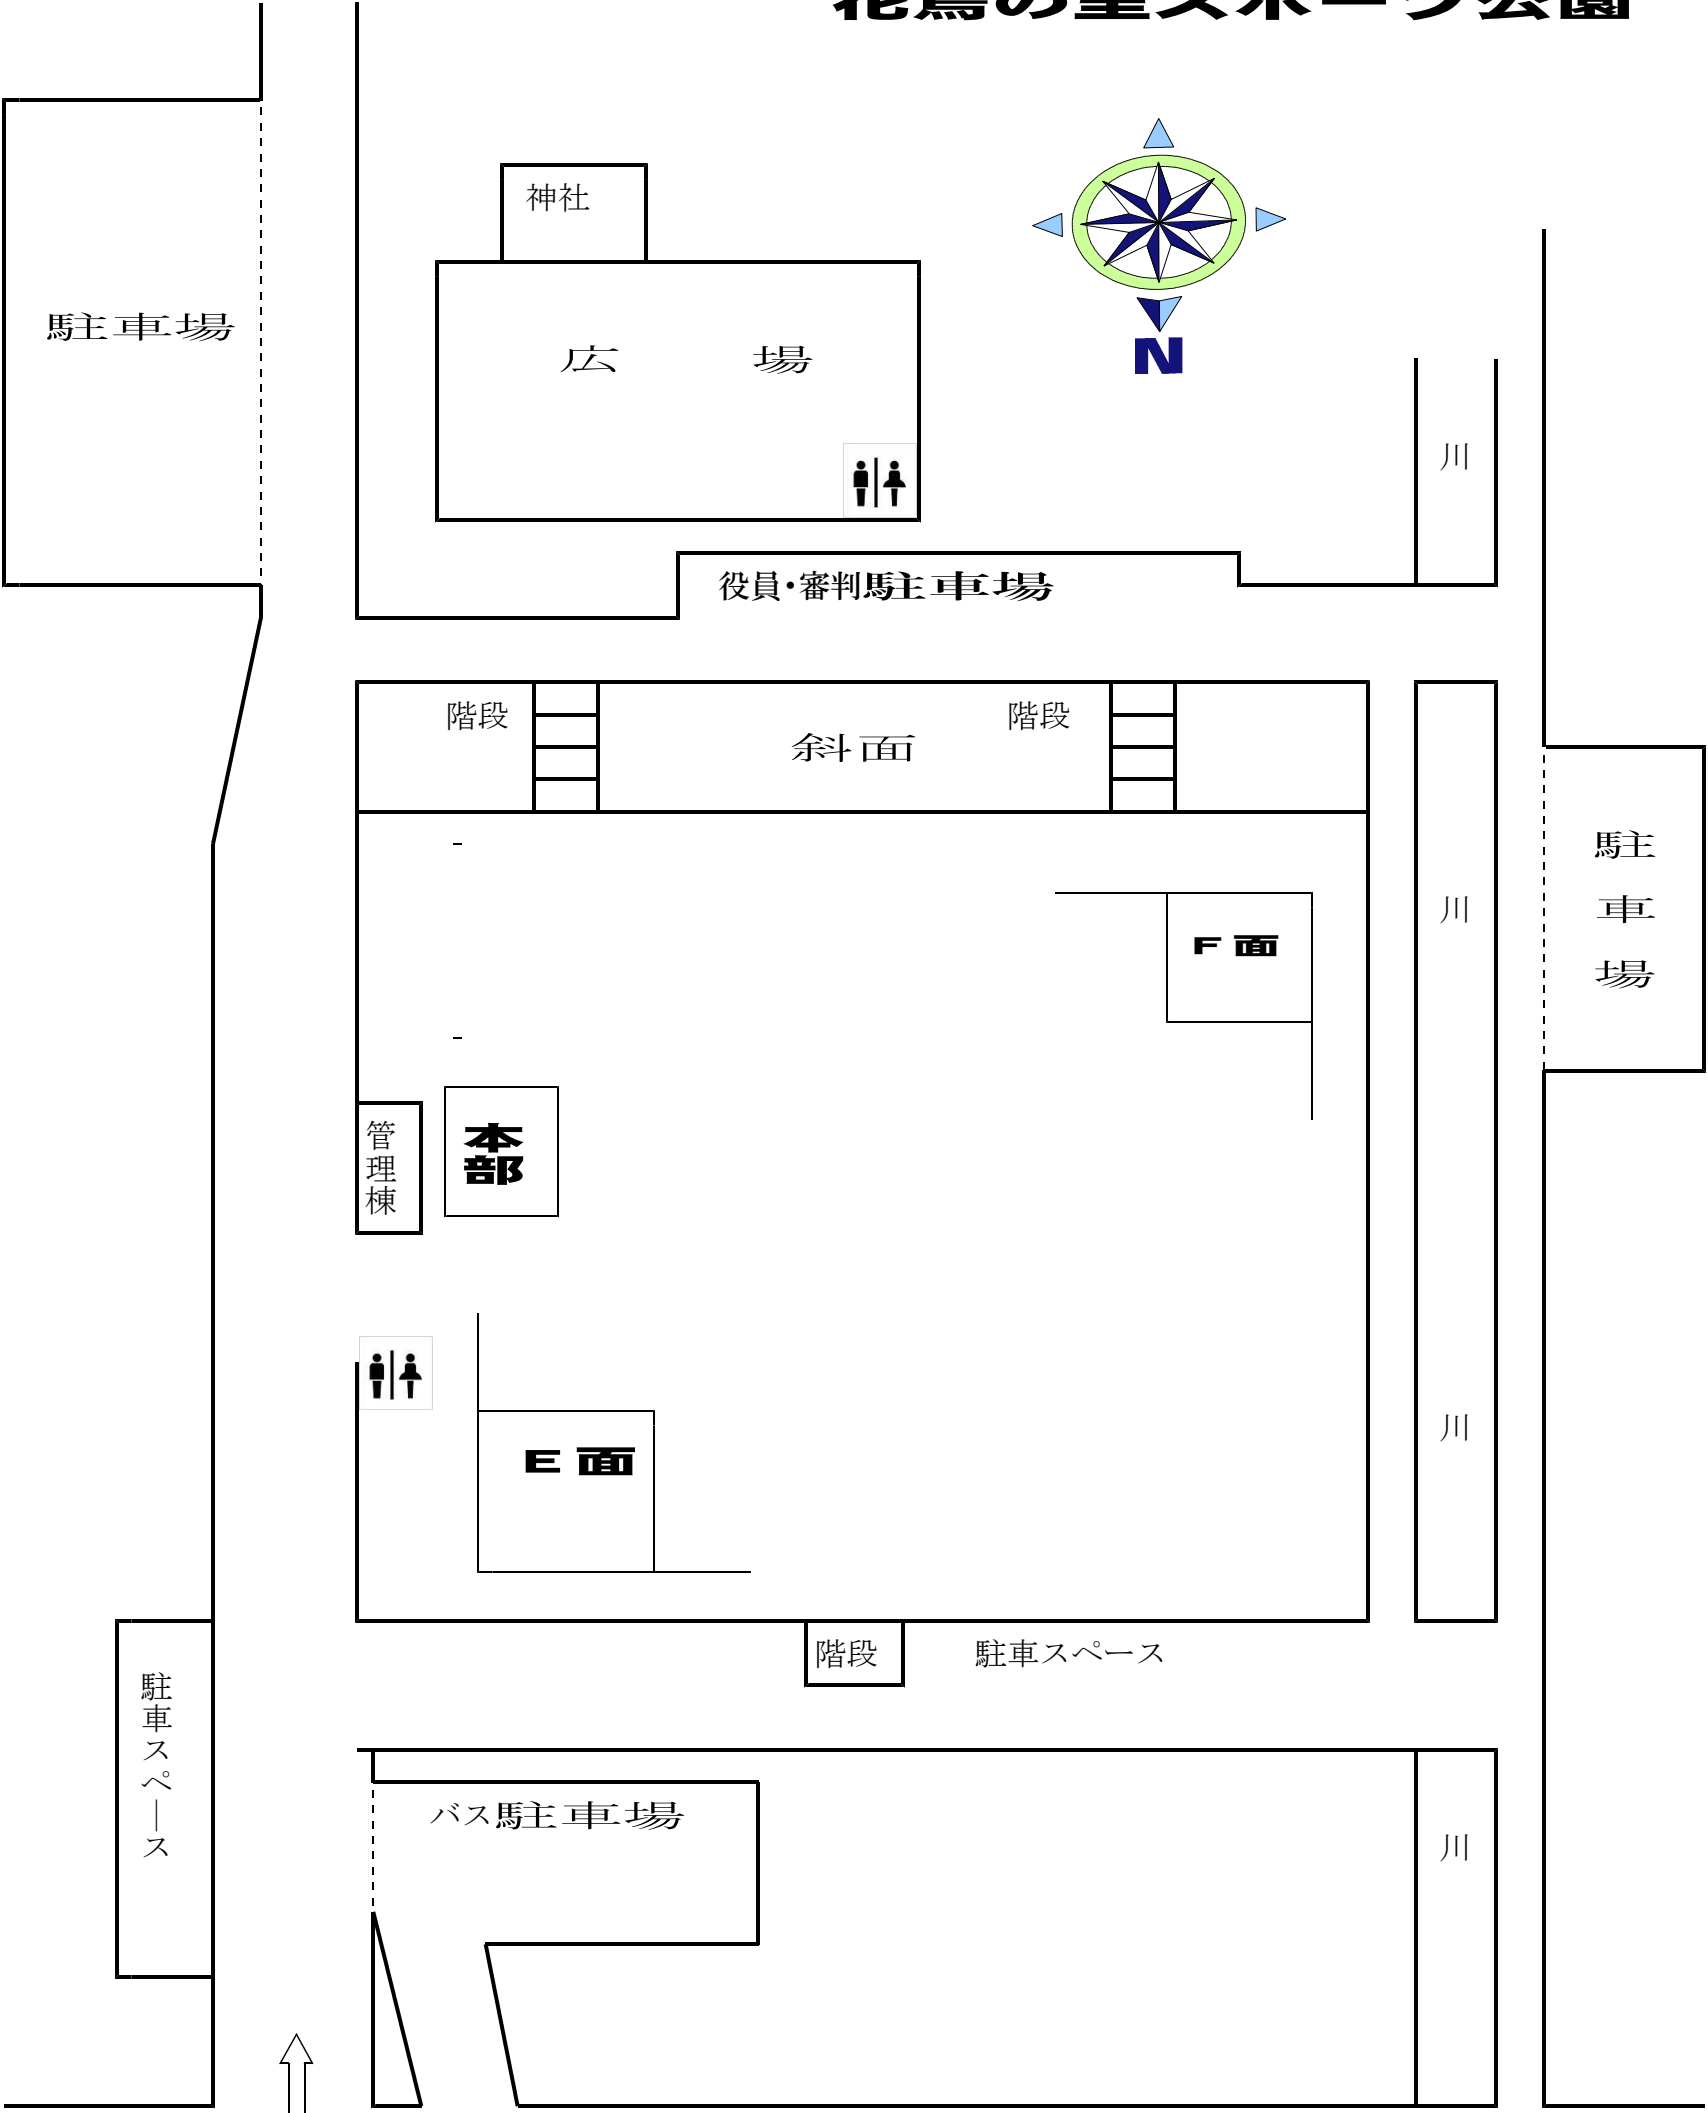 神社
駐車場
広 場
N
川
役員・審判駐車場
階段
階段
斜面
駐車場
川
F 面
本部
管理棟
E 面
川
階段
駐車スペース
駐車スペース
バス駐車場
川